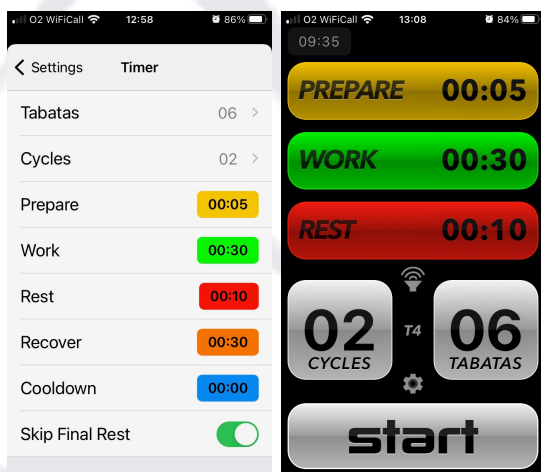 O2 WiFiCall 12:58 86%
Settings Timer
Tabatas 06
Cycles 02
Prepare 00:05
Work 00:30
Rest 00:10
Recover 00:30
Cooldown 00:00
Skip Final Rest
O2 WiFiCall 13:08 84%
09:35
PREPARE 00:05
WORK 00:30
REST 00:10
02 T4 06
CYCLES TABATAS
start